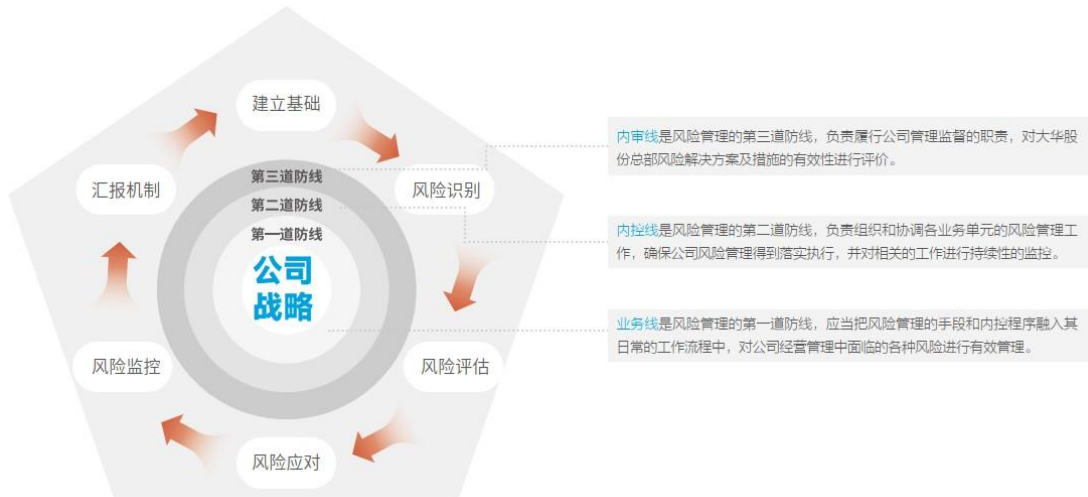 建立基础
汇报机制
风险识别
第三道防线
第二道防线
第一道防线
公司
战略
风险监控
风险评估
风险应对
内审线是风险管理的第三道防线，负责履行公司管理监督的职责，对大华股
份总部风险解决方案及措施的有效性进行评价。
内控线是风险管理的第二道防线，负责组织和协调各业务单元的风险管理工
作，确保公司风险管理得到落实执行，并对相关的工作进行持续性的监控。
业务线是风险管理的第一道防线，应当把风险管理的手段和内控程序融入其
日常的工作流程中，对公司经营管理中面临的各种风险进行有效管理。